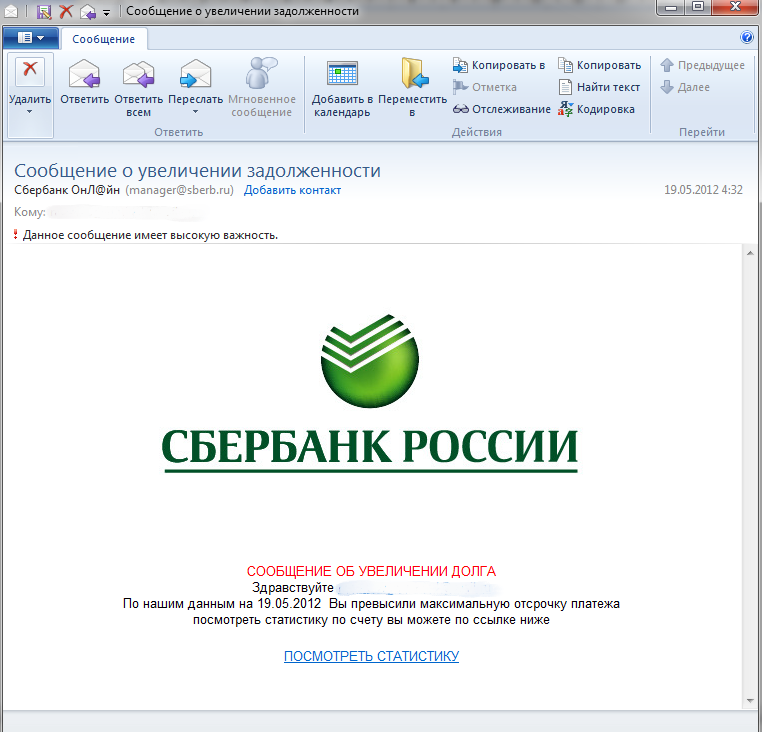 Сообщение о увеличении задолженности
Сообщение
Удалить
Ответить
Ответить всем
Переслать
Мгновенное сообщение
Ответить
Добавить в календарь
Переместить в
Копировать в
Отметка
Отслеживание
Копировать
Найти текст
Кодировка
Действия
Предыдущее
Далее
Перейти
Сообщение о увеличении задолженности
Сбербанк ОнЛ@йн (manager@sberb.ru) Добавить контакт 19.05.2012 4:32
Кому:
Данное сообщение имеет высокую важность.
СБЕРБАНК РОССИИ
СООБЩЕНИЕ ОБ УВЕЛИЧЕНИИ ДОЛГА
Здравствуйте
По нашим данным на 19.05.2012 Вы превысили максимальную отсрочку платежа
посмотреть статистику по счету вы можете по ссылке ниже
ПОСМОТРЕТЬ СТАТИСТИКУ